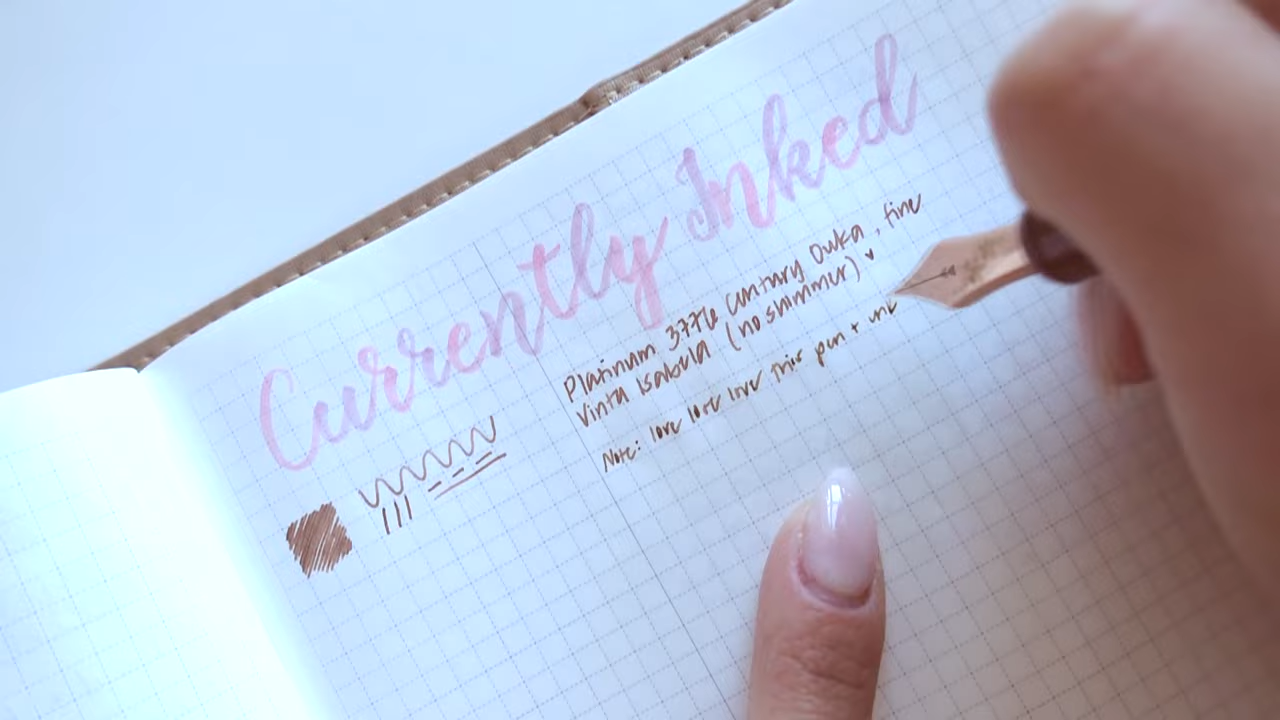 Currently Inked
Platinum 3776 Century Ouka, fine
Vinta Isabela (no shimmer) ♥
Note: love love love this pen + ink